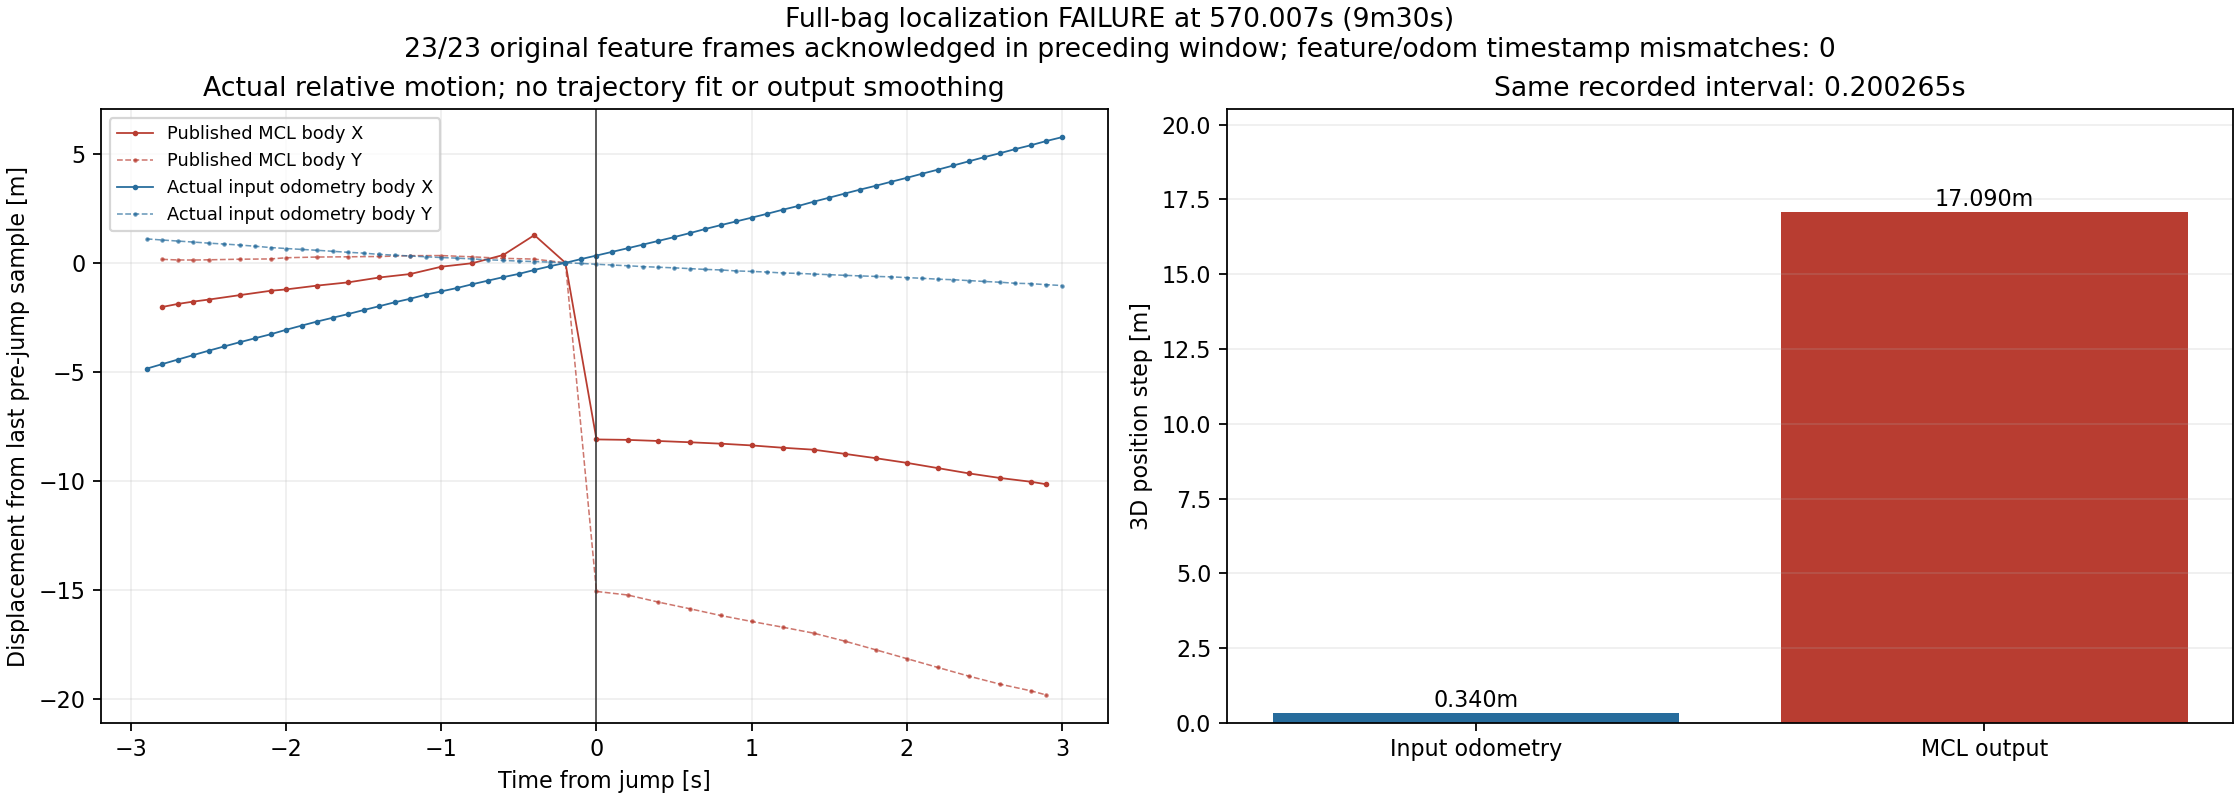 Full-bag localization FAILURE at 570.007s (9m30s)
23/23 original feature frames acknowledged in preceding window; feature/odom timestamp mismatches: 0
Actual relative motion; no trajectory fit or output smoothing
Published MCL body X
Published MCL body Y
Actual input odometry body X
Actual input odometry body Y
Displacement from last pre-jump sample [m]
5
0
−5
−10
−15
−20
−3
−2
−1
0
1
2
3
Time from jump [s]
Same recorded interval: 0.200265s
3D position step [m]
20.0
17.5
15.0
12.5
10.0
7.5
5.0
2.5
0.0
0.340m
17.090m
Input odometry
MCL output